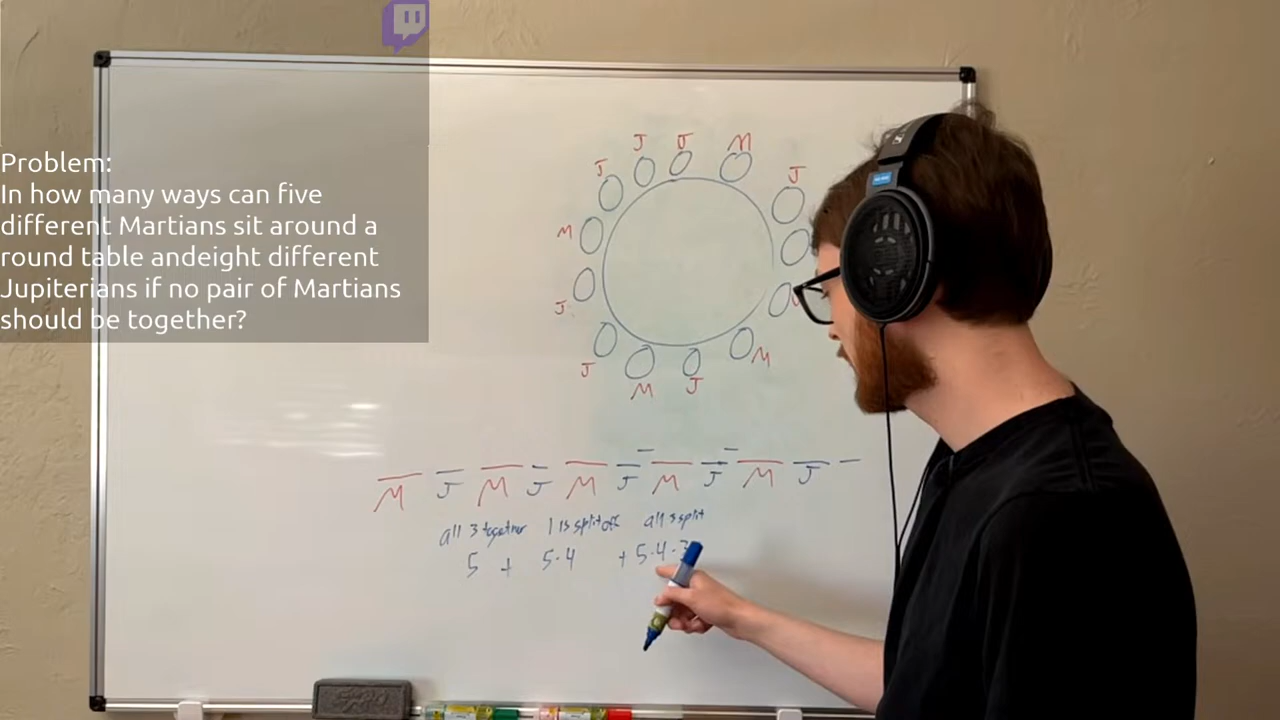 Problem:
In how many ways can five
different Martians sit around a
round table andeight different
Jupiterians if no pair of Martians
should be together?
J J J M J
M
J
J M J M
M J M J M J M J M J
all 3 together 1 is split off all 3 split
5 + 5·4 + 5·4·3